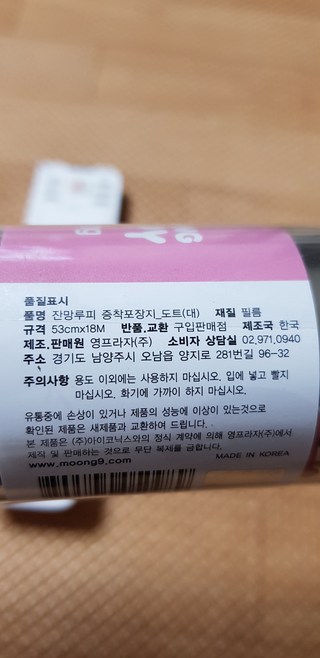 품질표시
품명 잔망루피 증착포장지_도트(대) 재질 필름
규격 53cmx18M 반품.교환 구입판매점 제조국 한국
제조.판매원 영프라자(주) 소비자 상담실 02.971.0940
주소 경기도 남양주시 오남읍 양지로 281번길 96-32
주의사항 용도 이외에는 사용하지 마십시오. 입에 넣고 빨지
마십시오. 화기에 가까이 하지 마십시오.
유통중에 손상이 있거나 제품의 성능에 이상이 있는것으로
확인된 제품은 새제품과 교환하여 드립니다.
본 제품은 (주)아이코닉스와의 정식 계약에 의해 영프라자(주)에서
제직 및 판매하는 것으로 무단 복제를 금합니다.
www.moong9.com MADE IN KOREA